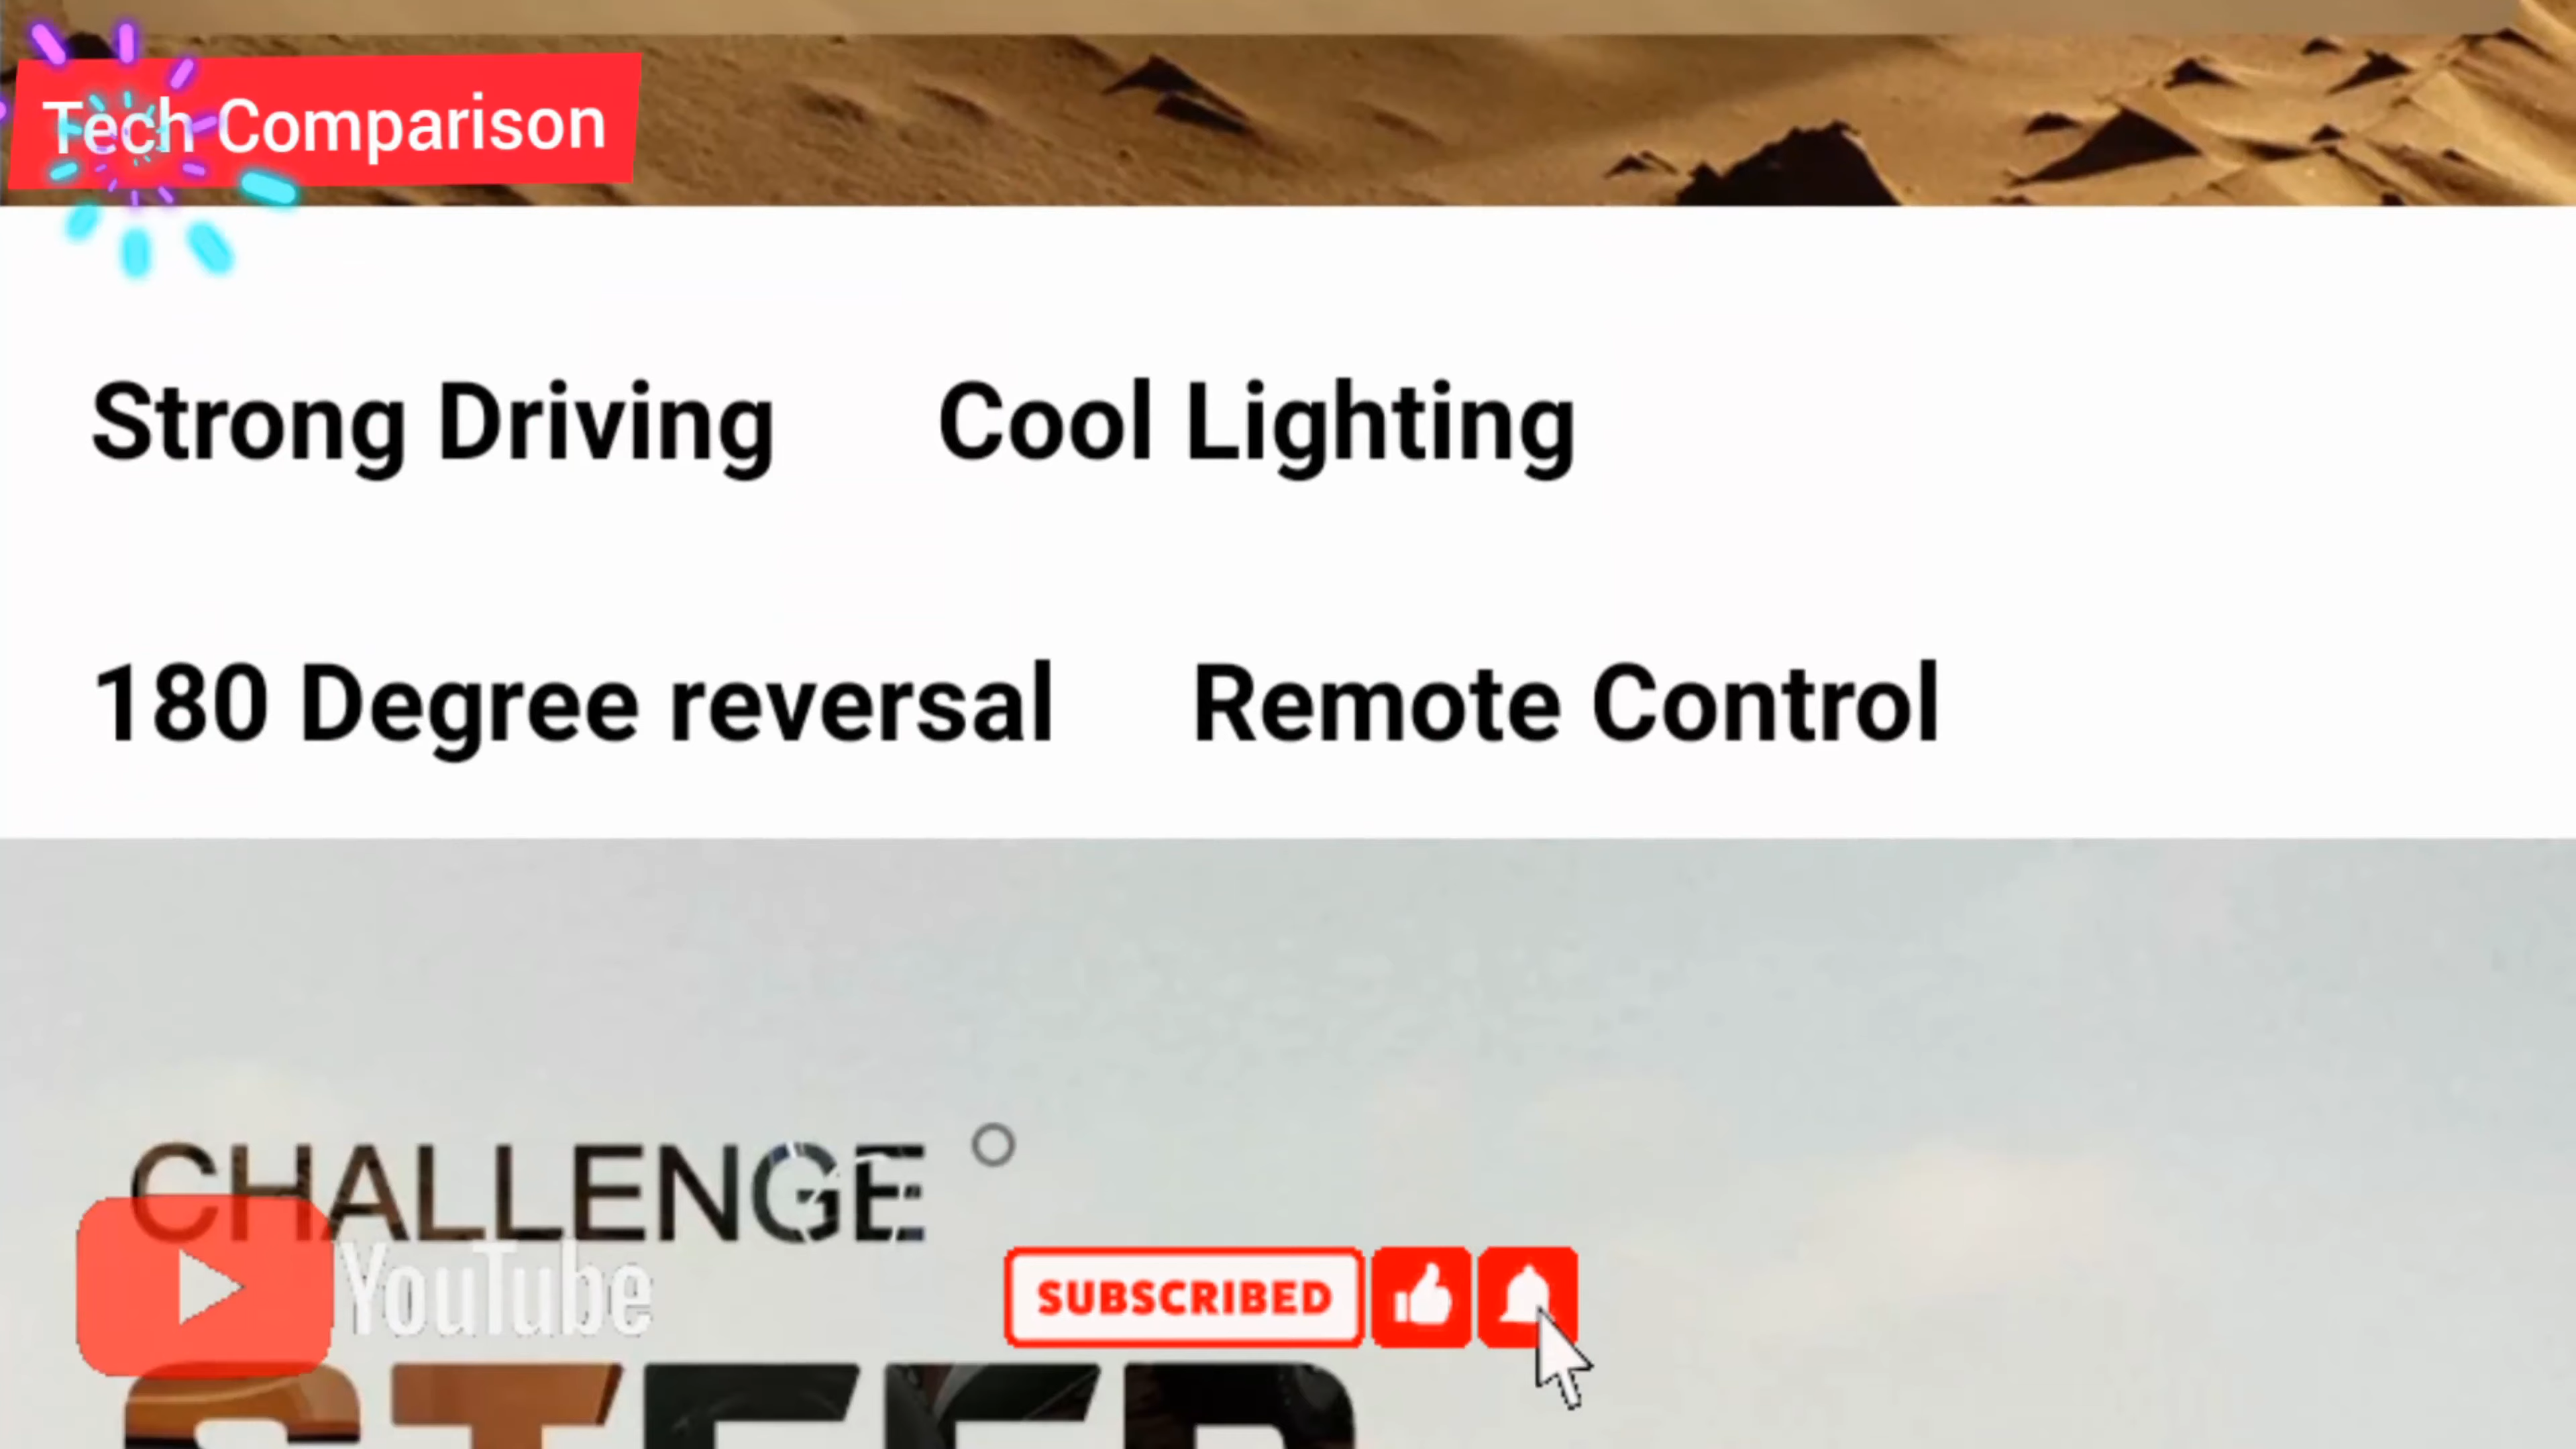 Tech Comparison
Strong Driving Cool Lighting
180 Degree reversal Remote Control
CHALLENGE
YouTube
SUBSCRIBED